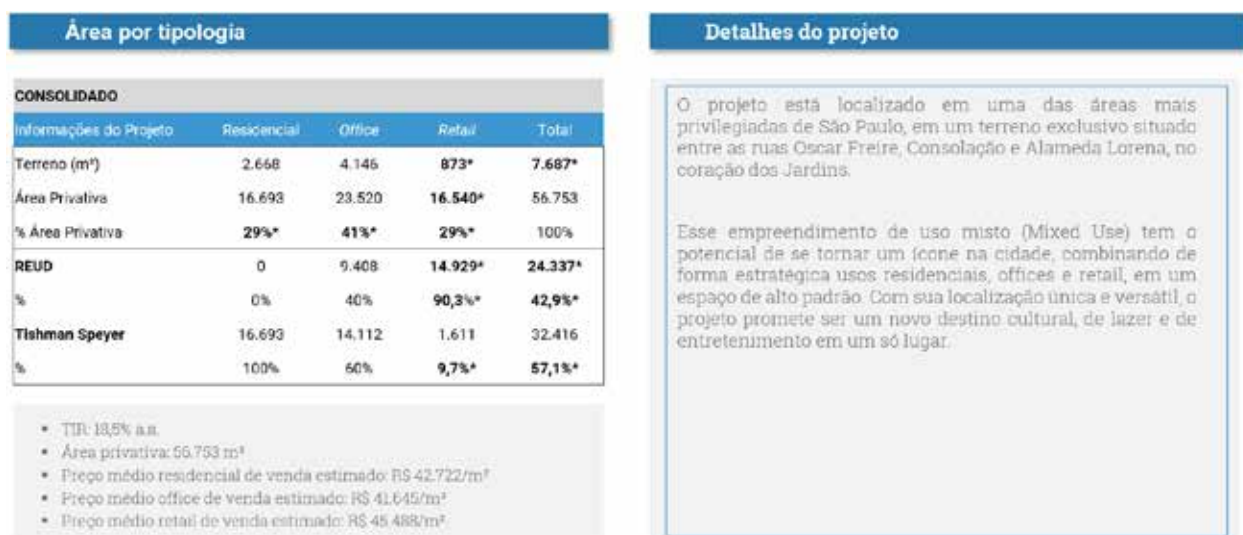 Área por tipologia
CONSOLIDADO
Informações do Projeto Residencial Office Retail Total
Terreno (m²) 2.668 4.146 873* 7.687*
Área Privativa 16.693 23.520 16.540* 56.753
% Área Privativa 29%* 41%* 29%* 100%
REUD 0 9.408 14.929* 24.337*
% 0% 40% 90,3%* 42,9%*
Tishman Speyer 16.693 14.112 1.611 32.416
% 100% 60% 9,7%* 57,1%*
• TIR: 18,5% a.a.
• Área privativa: 56.753 m²
• Preço médio residencial de venda estimado: R$ 42.722/m²
• Preço médio office de venda estimado: R$ 41.645/m²
• Preço médio retail de venda estimado: R$ 45.488/m²
Detalhes do projeto
O projeto está localizado em uma das áreas mais
privilegiadas de São Paulo, em um terreno exclusivo situado
entre as ruas Oscar Freire, Consolação e Alameda Lorena, no
coração dos Jardins.
Esse empreendimento de uso misto (Mixed Use) tem o
potencial de se tornar um ícone na cidade, combinando de
forma estratégica usos residenciais, offices e retail, em um
espaço de alto padrão. Com sua localização única e versátil, o
projeto promete ser um novo destino cultural, de lazer e de
entretenimento em um só lugar.